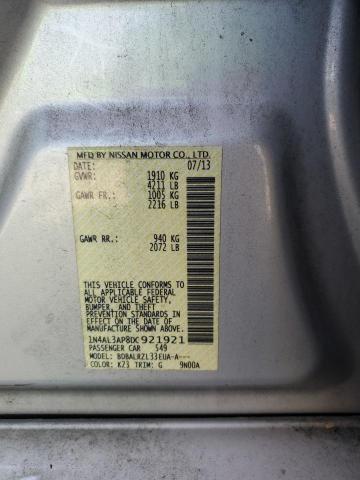 MFD BY NISSAN MOTOR CO., LTD.
DATE: 07/13
GVWR: 1910 KG
4211 LB
GAWR FR.: 1005 KG
2216 LB
GAWR RR.: 940 KG
2072 LB
THIS VEHICLE CONFORMS TO
ALL APPLICABLE FEDERAL
MOTOR VEHICLE SAFETY,
BUMPER, AND THEFT
PREVENTION STANDARDS IN
EFFECT ON THE DATE OF
MANUFACTURE SHOWN ABOVE.
1N4AL3AP8DC921921
PASSENGER CAR 549
MODEL: BDBALRZL33EUA-A---
COLOR: K23 TRIM: G 9N00A